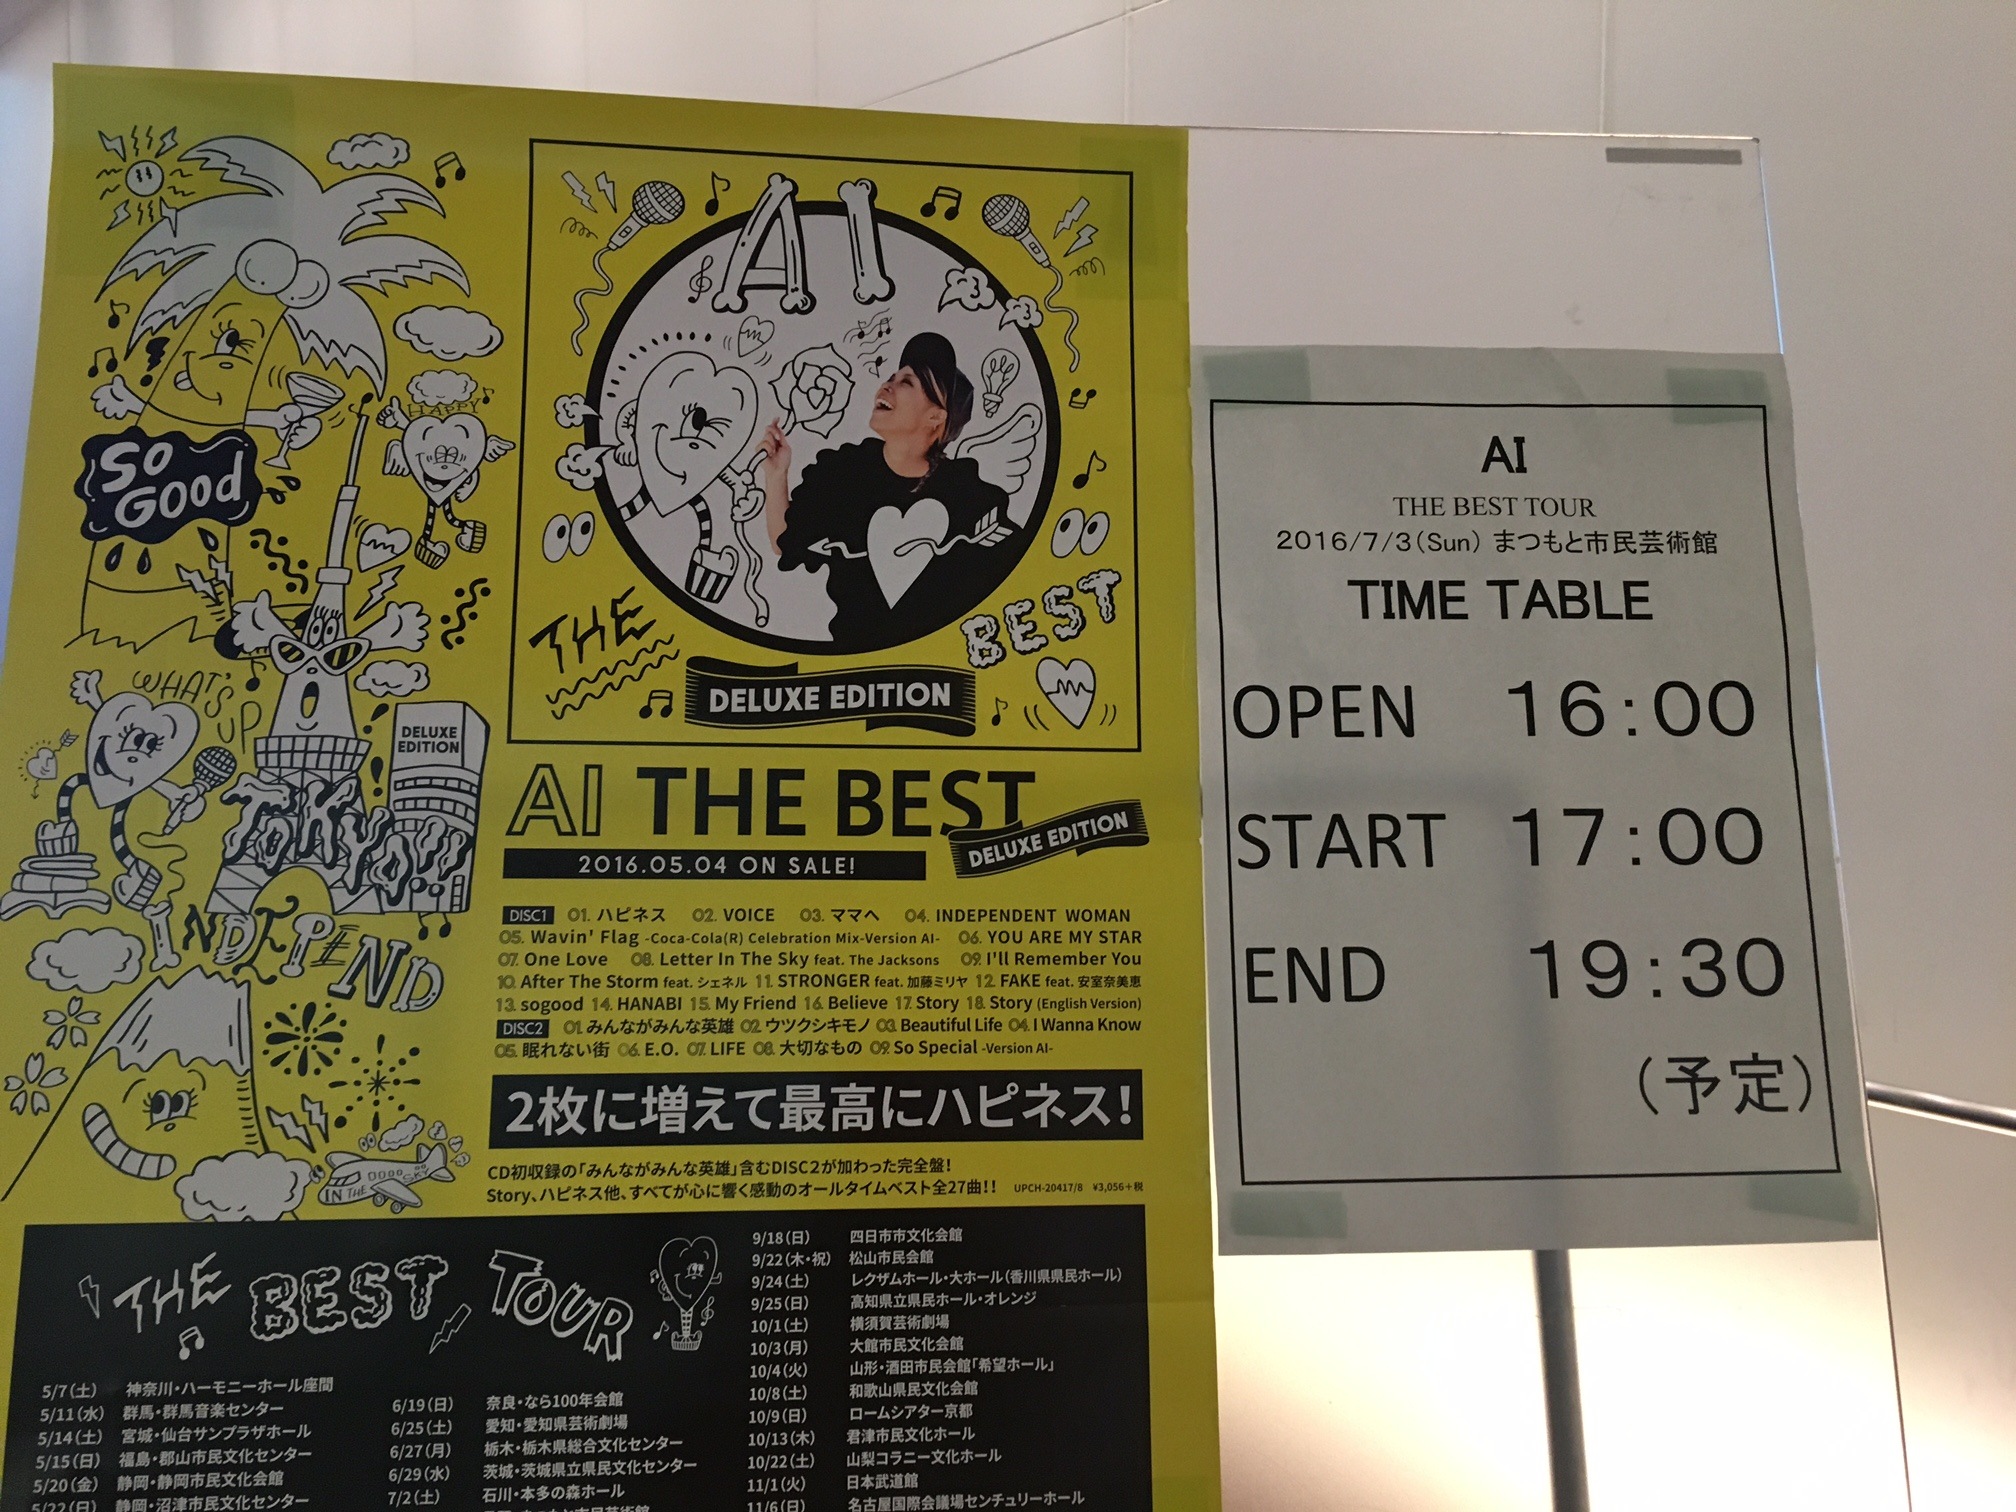 SO
GOOD
HAPPY
WHAT'S
UP
DELUXE
EDITION
TOKYO!!
INDEPEND
IN THE SKY
AI
THE
BEST
DELUXE EDITION
AI THE BEST
DELUXE EDITION
2016.05.04 ON SALE!
DISC1 01. ハピネス 02. VOICE 03. ママへ 04. INDEPENDENT WOMAN
05. Wavin' Flag -Coca-Cola(R) Celebration Mix-Version AI- 06. YOU ARE MY STAR
07. One Love 08. Letter In The Sky feat. The Jacksons 09. I'll Remember You
10. After The Storm feat. シェネル 11. STRONGER feat. 加藤ミリヤ 12. FAKE feat. 安室奈美恵
13. sogood 14. HANABI 15. My Friend 16. Believe 17. Story 18. Story (English Version)
DISC2 01. みんながみんな英雄 02. ウツクシキモノ 03. Beautiful Life 04. I Wanna Know
05. 眠れない街 06. E.O. 07. LIFE 08. 大切なもの 09. So Special -Version AI-
2枚に増えて最高にハピネス!
CD初収録の「みんながみんな英雄」含むDISC2が加わった完全盤!
Story、ハピネス他、すべてが心に響く感動のオールタイムベスト全27曲!! UPCH-20417/8 ¥3,056+税
THE BEST TOUR
5/7(土) 神奈川・ハーモニーホール座間
5/11(水) 群馬・群馬音楽センター
5/14(土) 宮城・仙台サンプラザホール
5/15(日) 福島・郡山市民文化センター
5/20(金) 静岡・静岡市民文化会館
5/22(日) 静岡・沼津市民文化センター
6/19(日) 奈良・なら100年会館
6/25(土) 愛知・愛知県芸術劇場
6/27(月) 栃木・栃木県総合文化センター
6/29(水) 茨城・茨城県立県民文化センター
7/2(土) 石川・本多の森ホール
9/18(日) 四日市市文化会館
9/22(木・祝) 松山市民会館
9/24(土) レクザムホール・大ホール(香川県県民ホール)
9/25(日) 高知県立県民ホール・オレンジ
10/1(土) 横須賀芸術劇場
10/3(月) 大館市民文化会館
10/4(火) 山形・酒田市民会館「希望ホール」
10/8(土) 和歌山県民文化会館
10/9(日) ロームシアター京都
10/13(木) 君津市民文化ホール
10/22(土) 山梨コラニー文化ホール
11/1(火) 日本武道館
11/6(日) 名古屋国際会議場センチュリーホール
AI
THE BEST TOUR
2016/7/3(Sun) まつもと市民芸術館
TIME TABLE
OPEN 16:00
START 17:00
END 19:30
(予定)